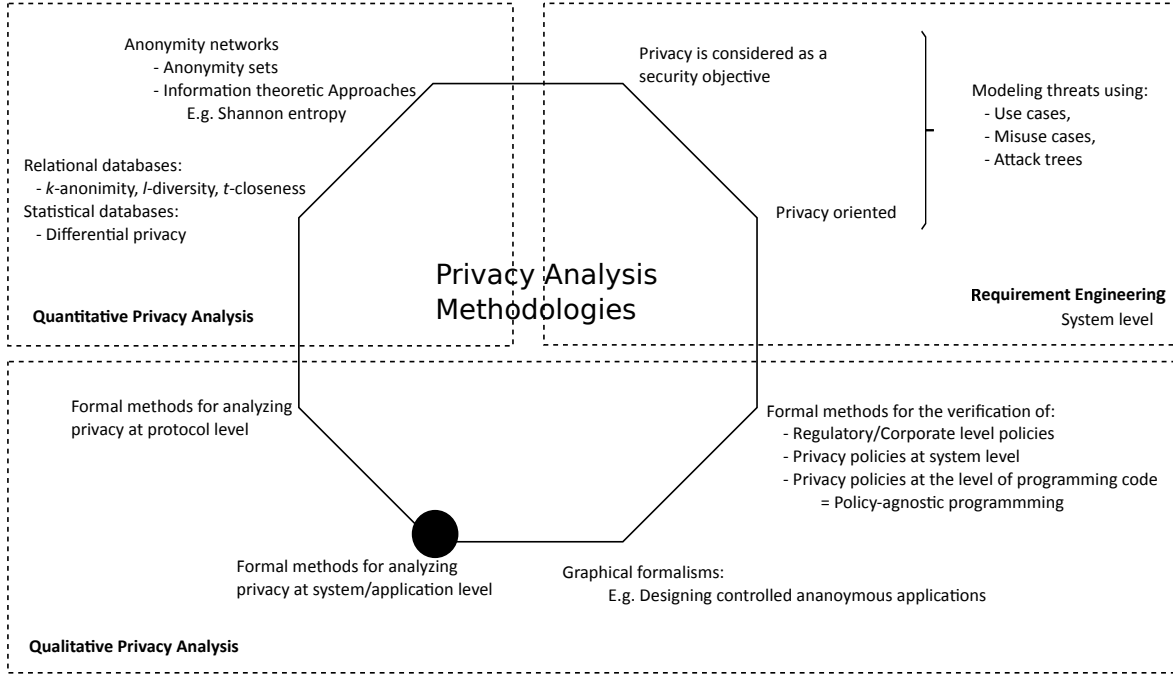 Anonymity networks
- Anonymity sets
- Information theoretic Approaches
E.g. Shannon entropy
Relational databases:
- k-anonimity, l-diversity, t-closeness
Statistical databases:
- Differential privacy
Quantitative Privacy Analysis
Privacy is considered as a
security objective
Modeling threats using:
- Use cases,
- Misuse cases,
- Attack trees
Privacy oriented
Requirement Engineering
System level
Privacy Analysis
Methodologies
Formal methods for analyzing
privacy at protocol level
Formal methods for the verification of:
- Regulatory/Corporate level policies
- Privacy policies at system level
- Privacy policies at the level of programming code
= Policy-agnostic programmming
Formal methods for analyzing
privacy at system/application level
Graphical formalisms:
E.g. Designing controlled ananoymous applications
Qualitative Privacy Analysis